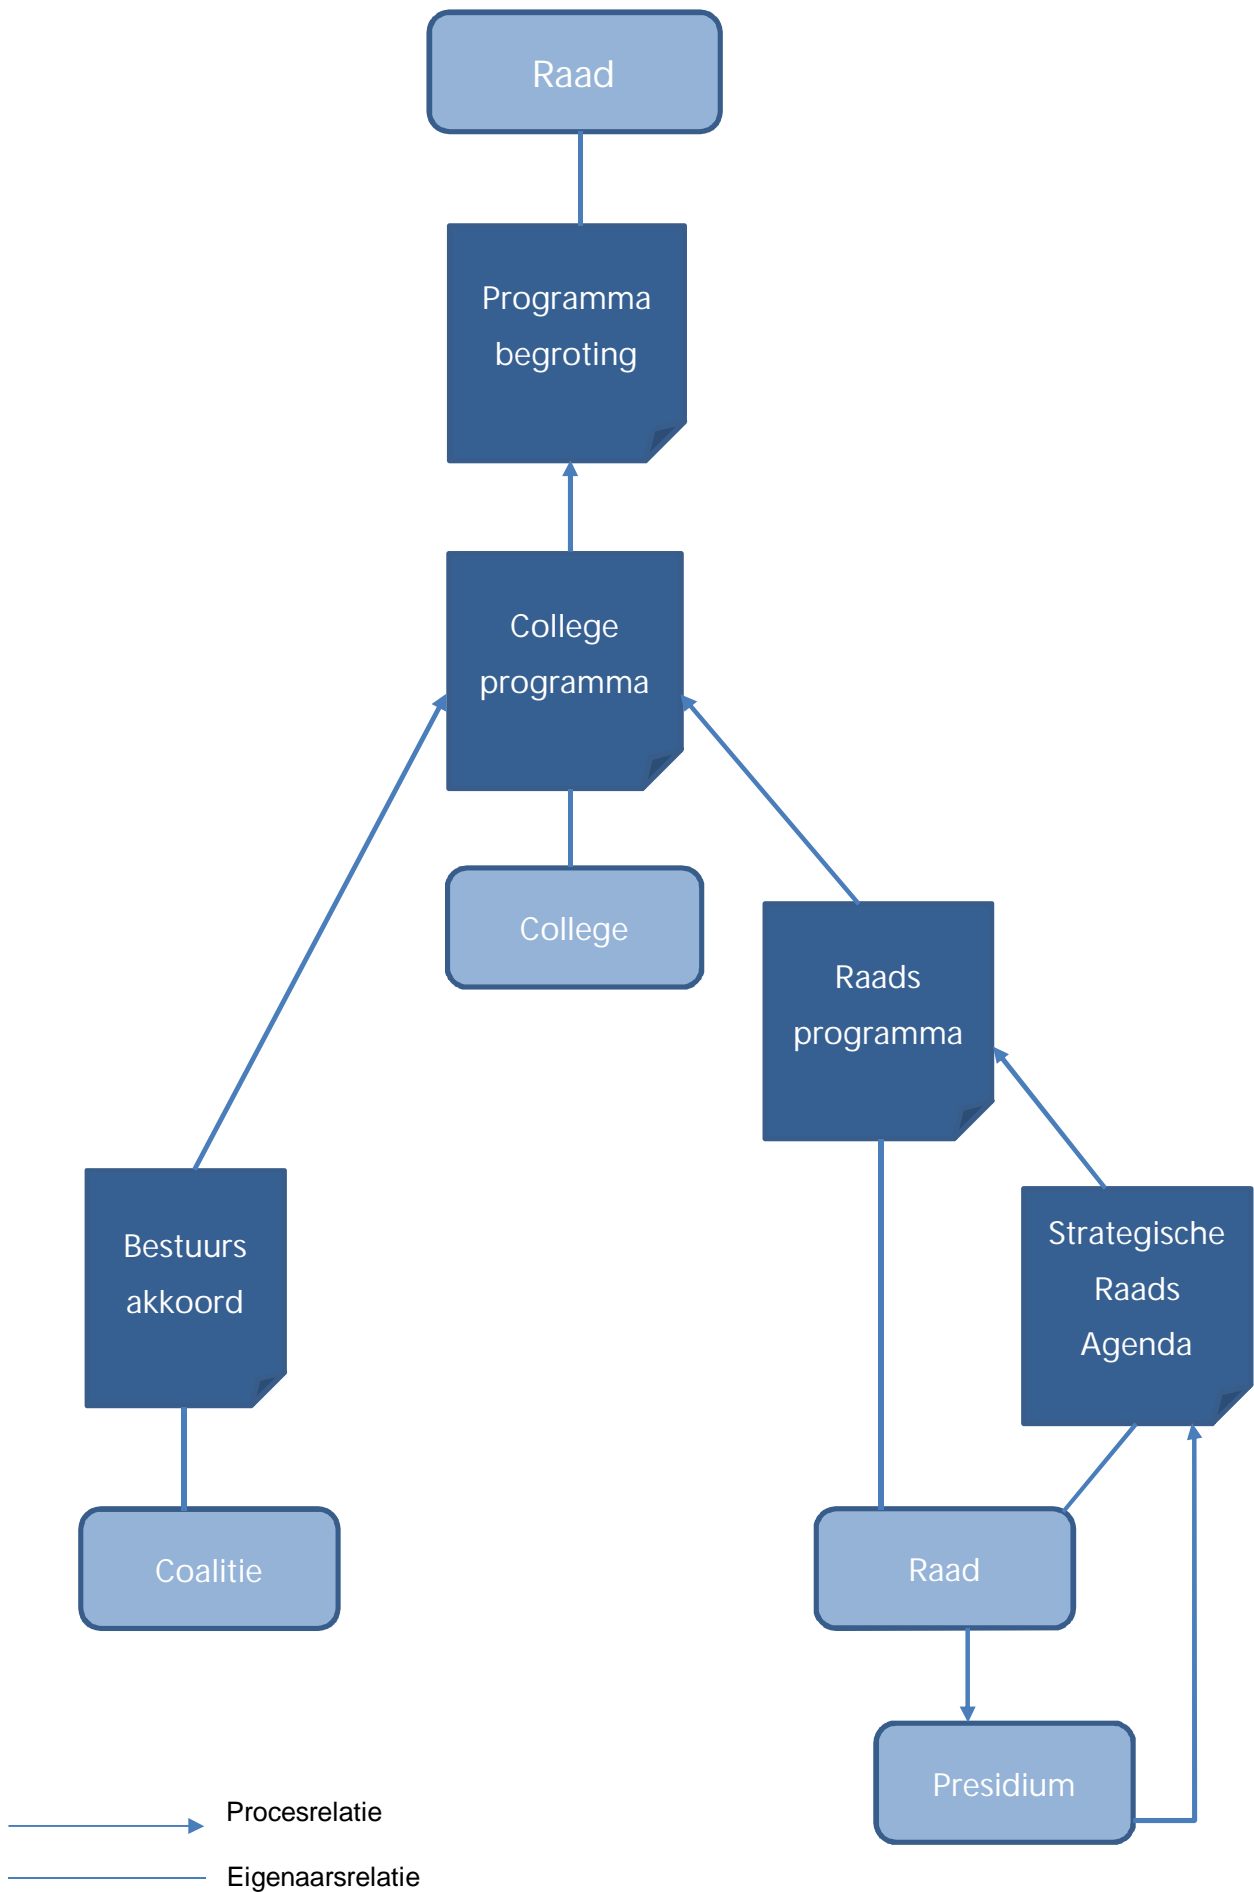 Raad
Programma
begroting
College
programma
College
Raads
programma
Bestuurs
akkoord
Strategische
Raads
Agenda
Coalitie
Raad
Presidium
Procesrelatie
Eigenaarsrelatie